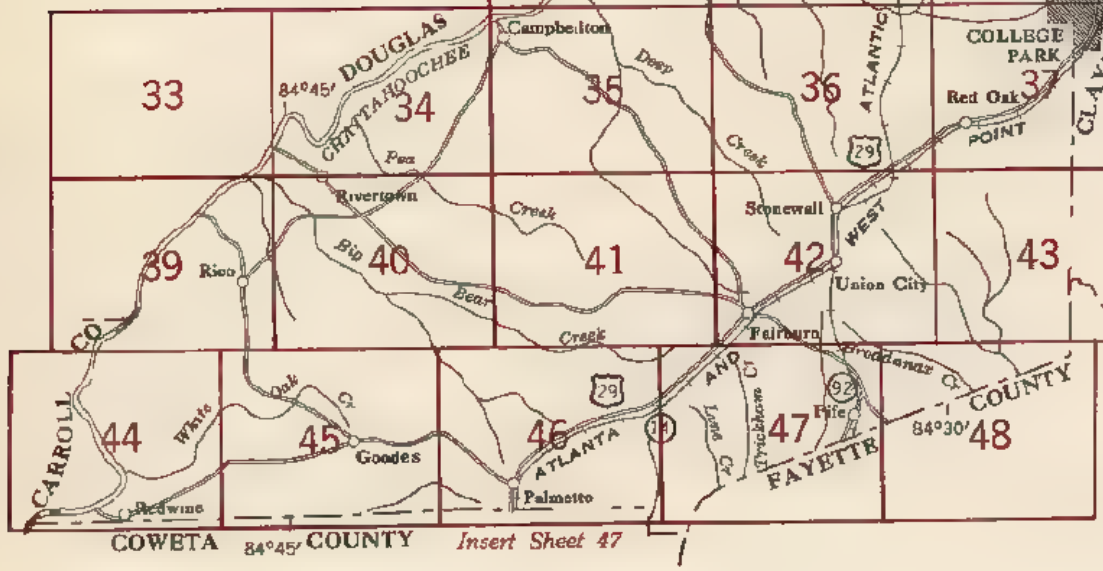 DOUGLAS
Campbellton
ATLANTIC
COLLEGE
PARK
33
84°45'
CHATTAHOOCHEE
34
35
Deep
Creek
36
29
Red Oak
37
POINT
Pea
Creek
Rivertown
Stonewall
WEST
39
Rico
40
Big
Bear
Creek
41
42
Union City
43
CO
Fairburn
AND
29
Broadanax Cr.
92
COUNTY
CARROLL
44
White
Oak
Cr.
45
Goodes
46
ATLANTA
Line
Cr
Trickham
Cr
47
Fife
84°30'
48
FAYETTE
Redwine
Palmetto
COWETA
84°45'
COUNTY
Insert Sheet 47